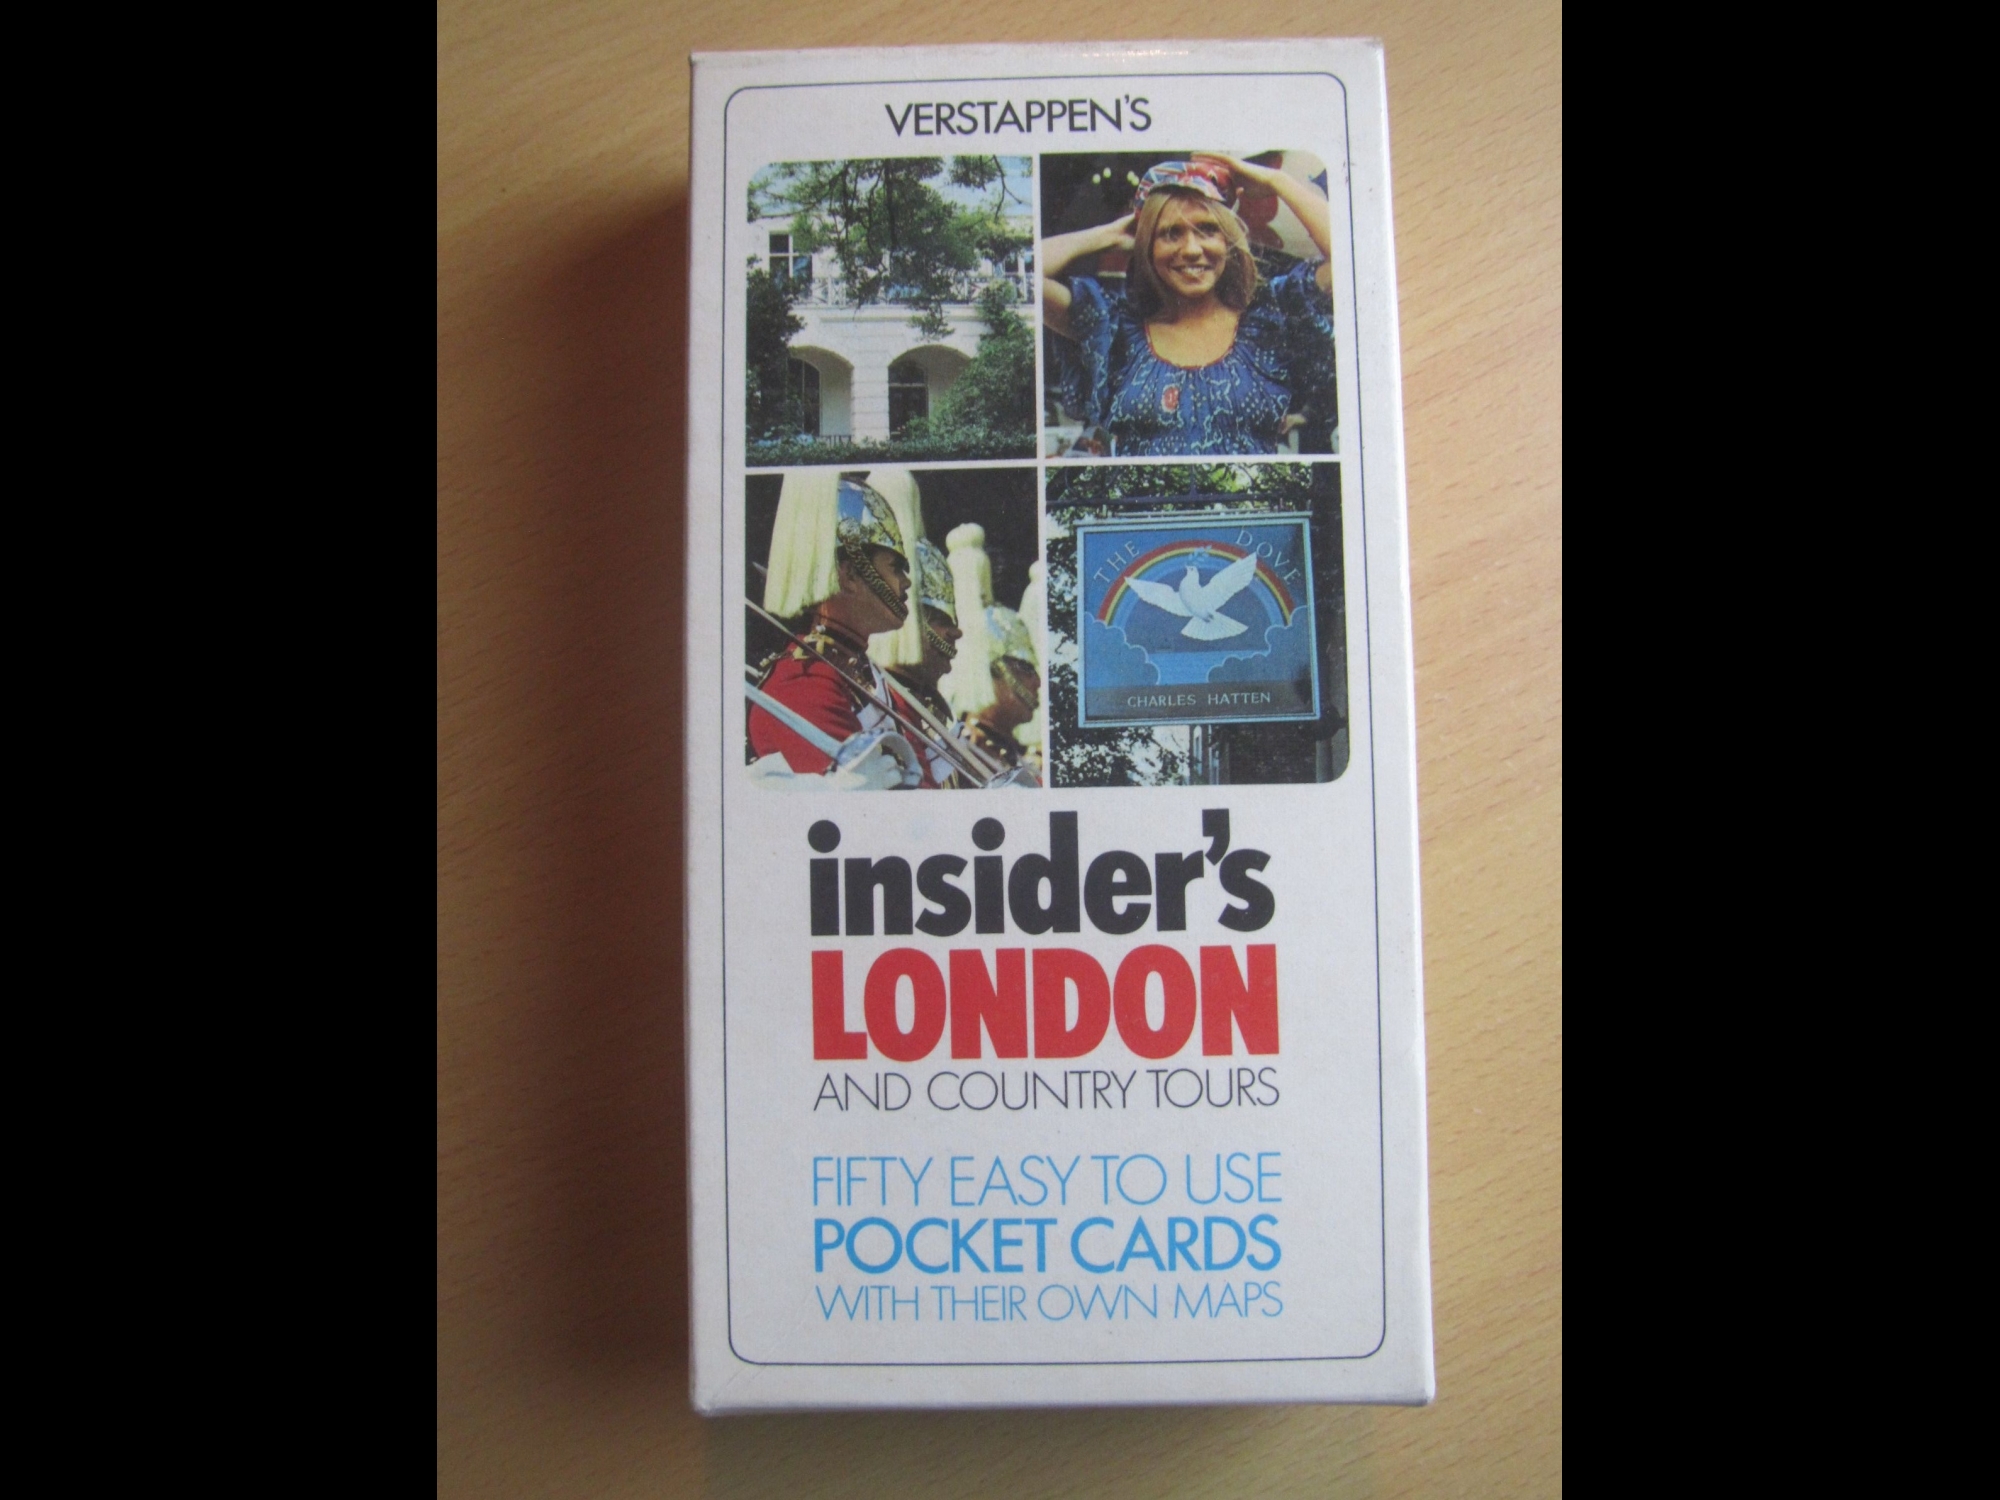 VERSTAPPEN'S
THE DOVE
CHARLES HATTEN
insider's
LONDON
AND COUNTRY TOURS
FIFTY EASY TO USE
POCKET CARDS
WITH THEIR OWN MAPS